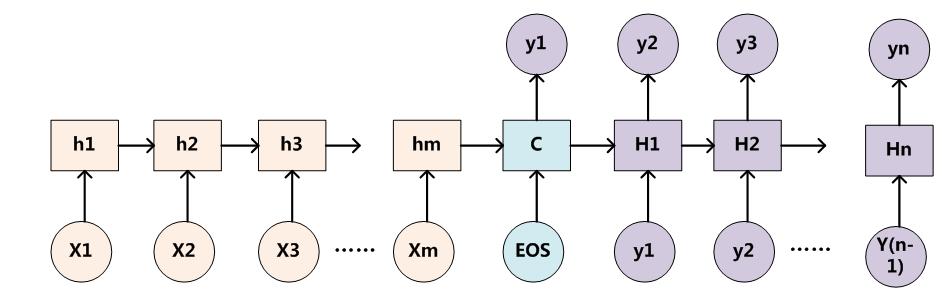 y1
y2
y3
yn
h1
h2
h3
hm
C
H1
H2
Hn
X1
X2
X3
……
Xm
EOS
y1
y2
……
Y(n-
1)